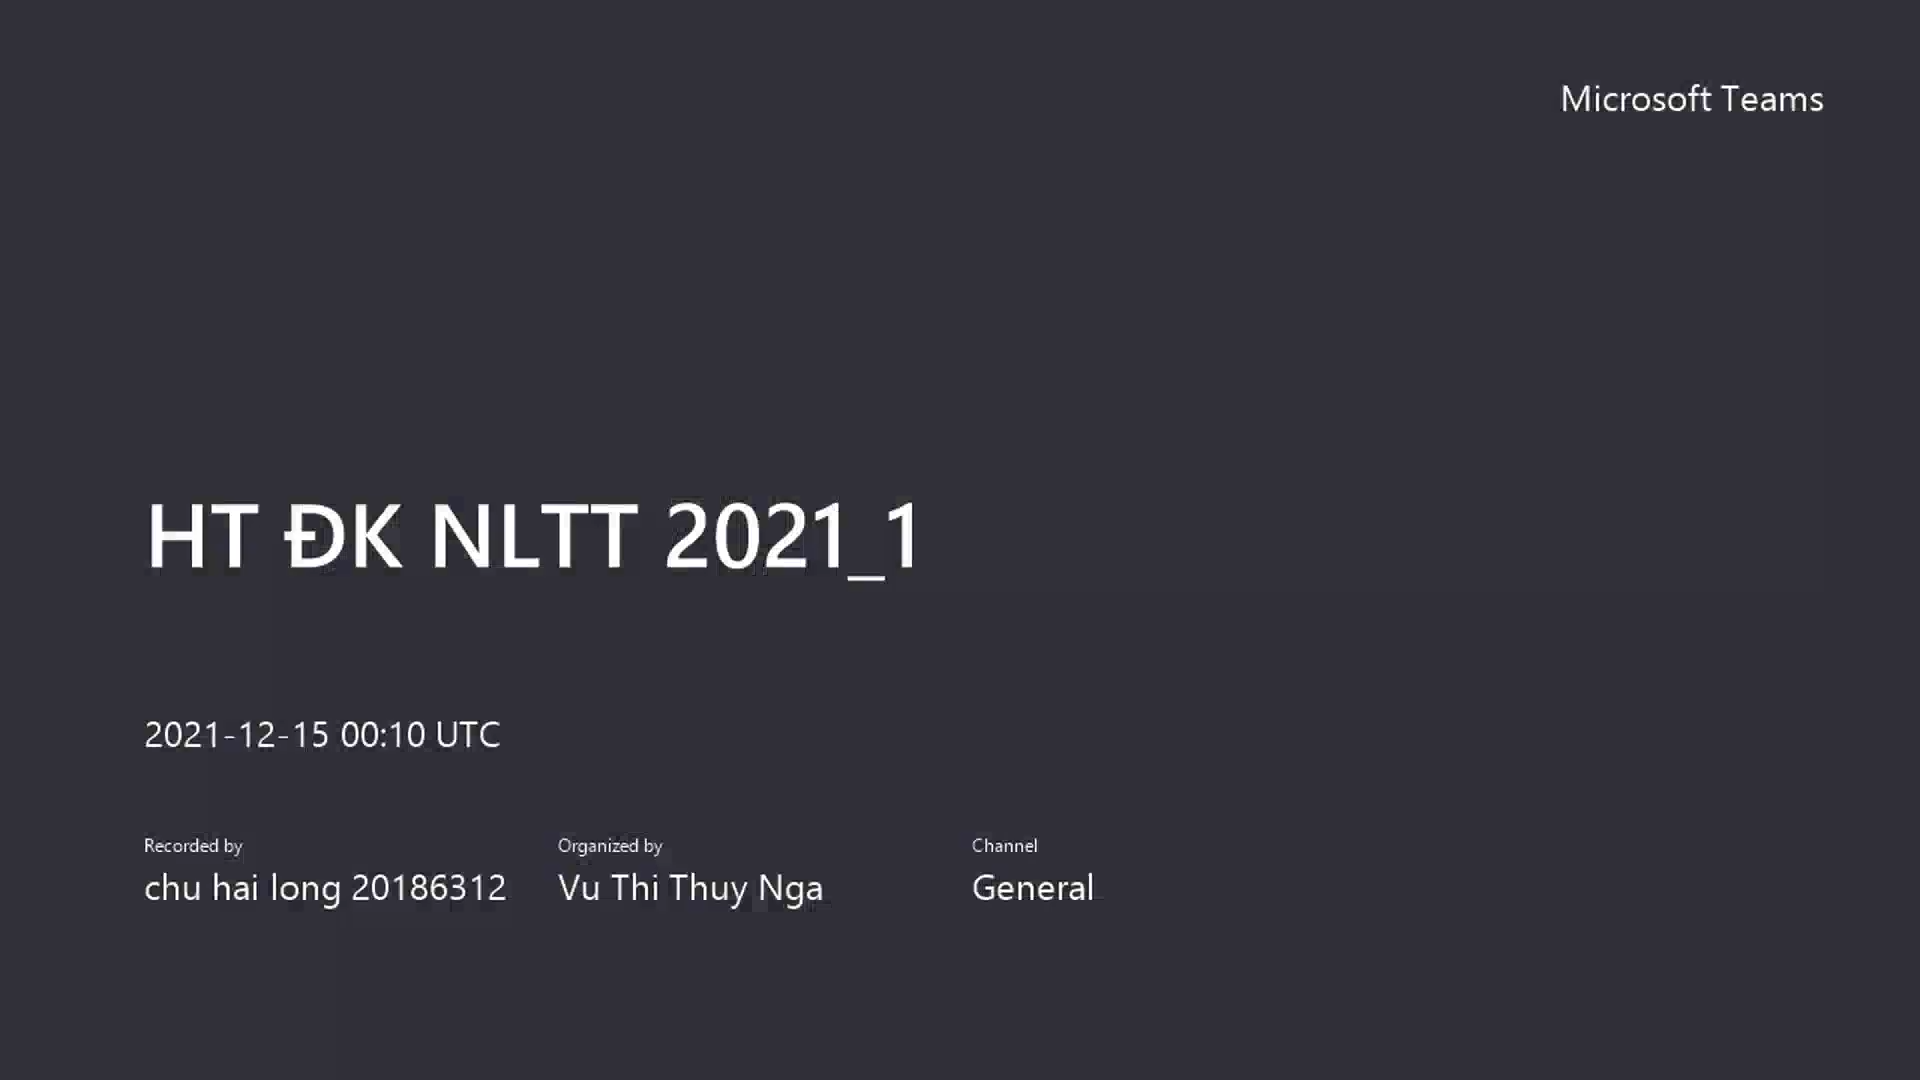 Microsoft Teams
HT ĐK NLTT 2021_1
2021-12-15 00:10 UTC
Recorded by
chu hai long 20186312
Organized by
Vu Thi Thuy Nga
Channel
General